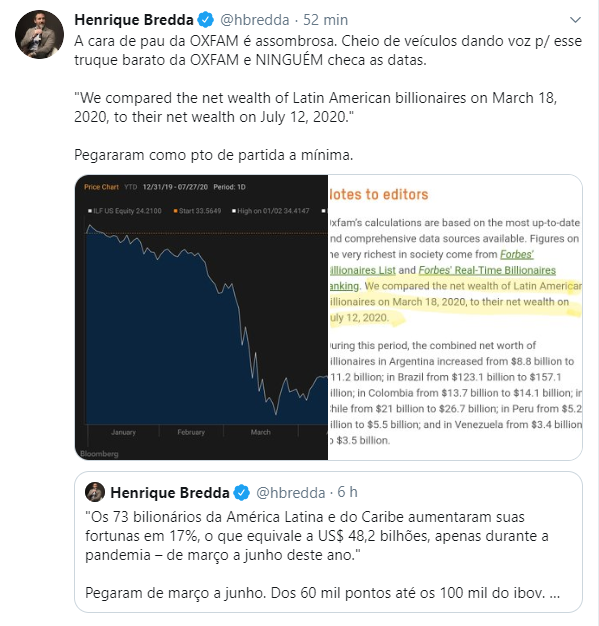 Henrique Bredda @hbredda · 52 min
A cara de pau da OXFAM é assombrosa. Cheio de veículos dando voz p/ esse
truque barato da OXFAM e NINGUÉM checa as datas.
"We compared the net wealth of Latin American billionaires on March 18,
2020, to their net wealth on July 12, 2020."
Pegararam como pto de partida a mínima.
Price Chart YTD 12/31/19 - 07/27/20 Period: 1D
ILF US Equity 24.2100 Start 33.5649 High on 01/02 34.4147
January February March
Bloomberg
lotes to editors
xfam's calculations are based on the most up-to-date
nd comprehensive data sources available. Figures on
he very richest in society come from Forbes'
illionaires List and Forbes' Real-Time Billionaires
anking. We compared the net wealth of Latin American
illionaires on March 18, 2020, to their net wealth on
uly 12, 2020.
uring this period, the combined net worth of
illionaires in Argentina increased from $8.8 billion to
11.2 billion; in Brazil from $123.1 billion to $157.1
illion; in Colombia from $13.7 billion to $14.1 billion; in
hile from $21 billion to $26.7 billion; in Peru from $5.2
illion to $5.5 billion; and in Venezuela from $3.4 billion
o $3.5 billion.
Henrique Bredda @hbredda · 6 h
"Os 73 bilionários da América Latina e do Caribe aumentaram suas
fortunas em 17%, o que equivale a US$ 48,2 bilhões, apenas durante a
pandemia – de março a junho deste ano."
Pegaram de março a junho. Dos 60 mil pontos até os 100 mil do ibov. ...